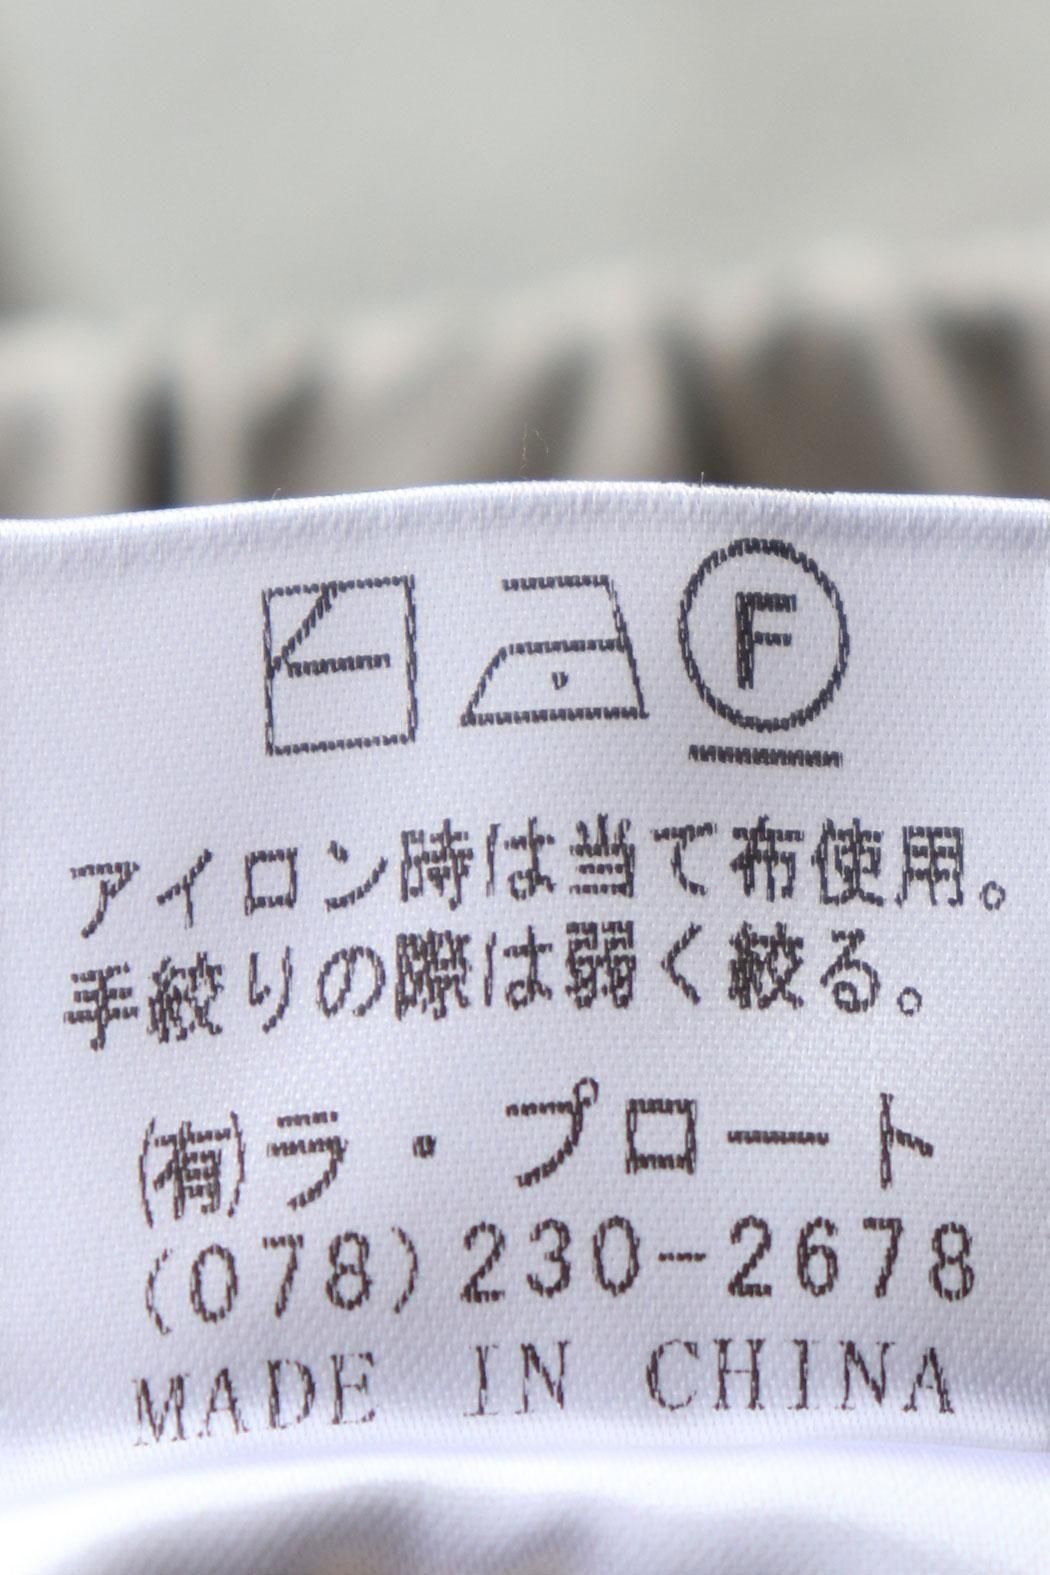 F
アイロン時は当て布使用。
手絞りの際は弱く絞る。
(有)ラ・プロート
(078)230-2678
MADE IN CHINA